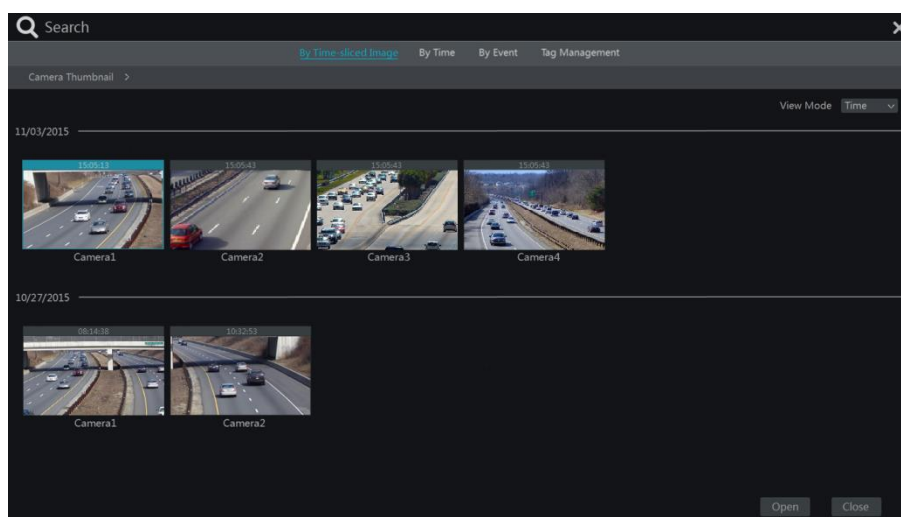 Search
By Time-sliced Image By Time By Event Tag Management
Camera Thumbnail >
View Mode Time
11/03/2015
15:05:13 15:05:43 15:05:43 15:05:43
Camera1 Camera2 Camera3 Camera4
10/27/2015
08:14:38 10:32:53
Camera1 Camera2
Open Close